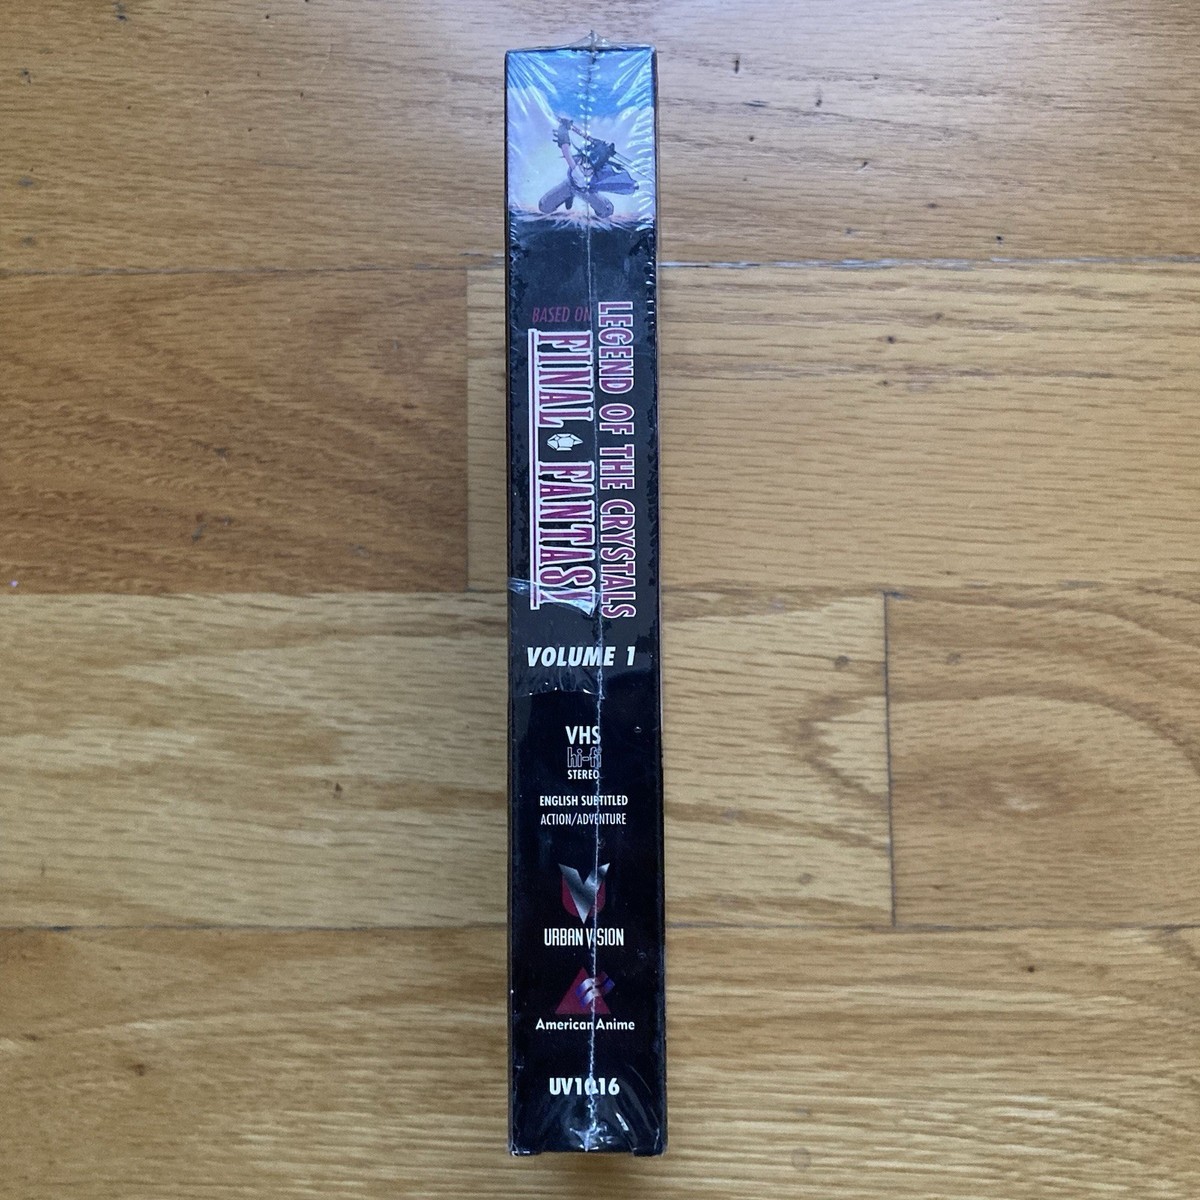 LEGEND OF THE CRYSTALS
BASED ON
FINAL FANTASY
VOLUME 1
VHS
hi-fi
STEREO
ENGLISH SUBTITLED
ACTION/ADVENTURE
URBAN VISION
American Anime
UV1016